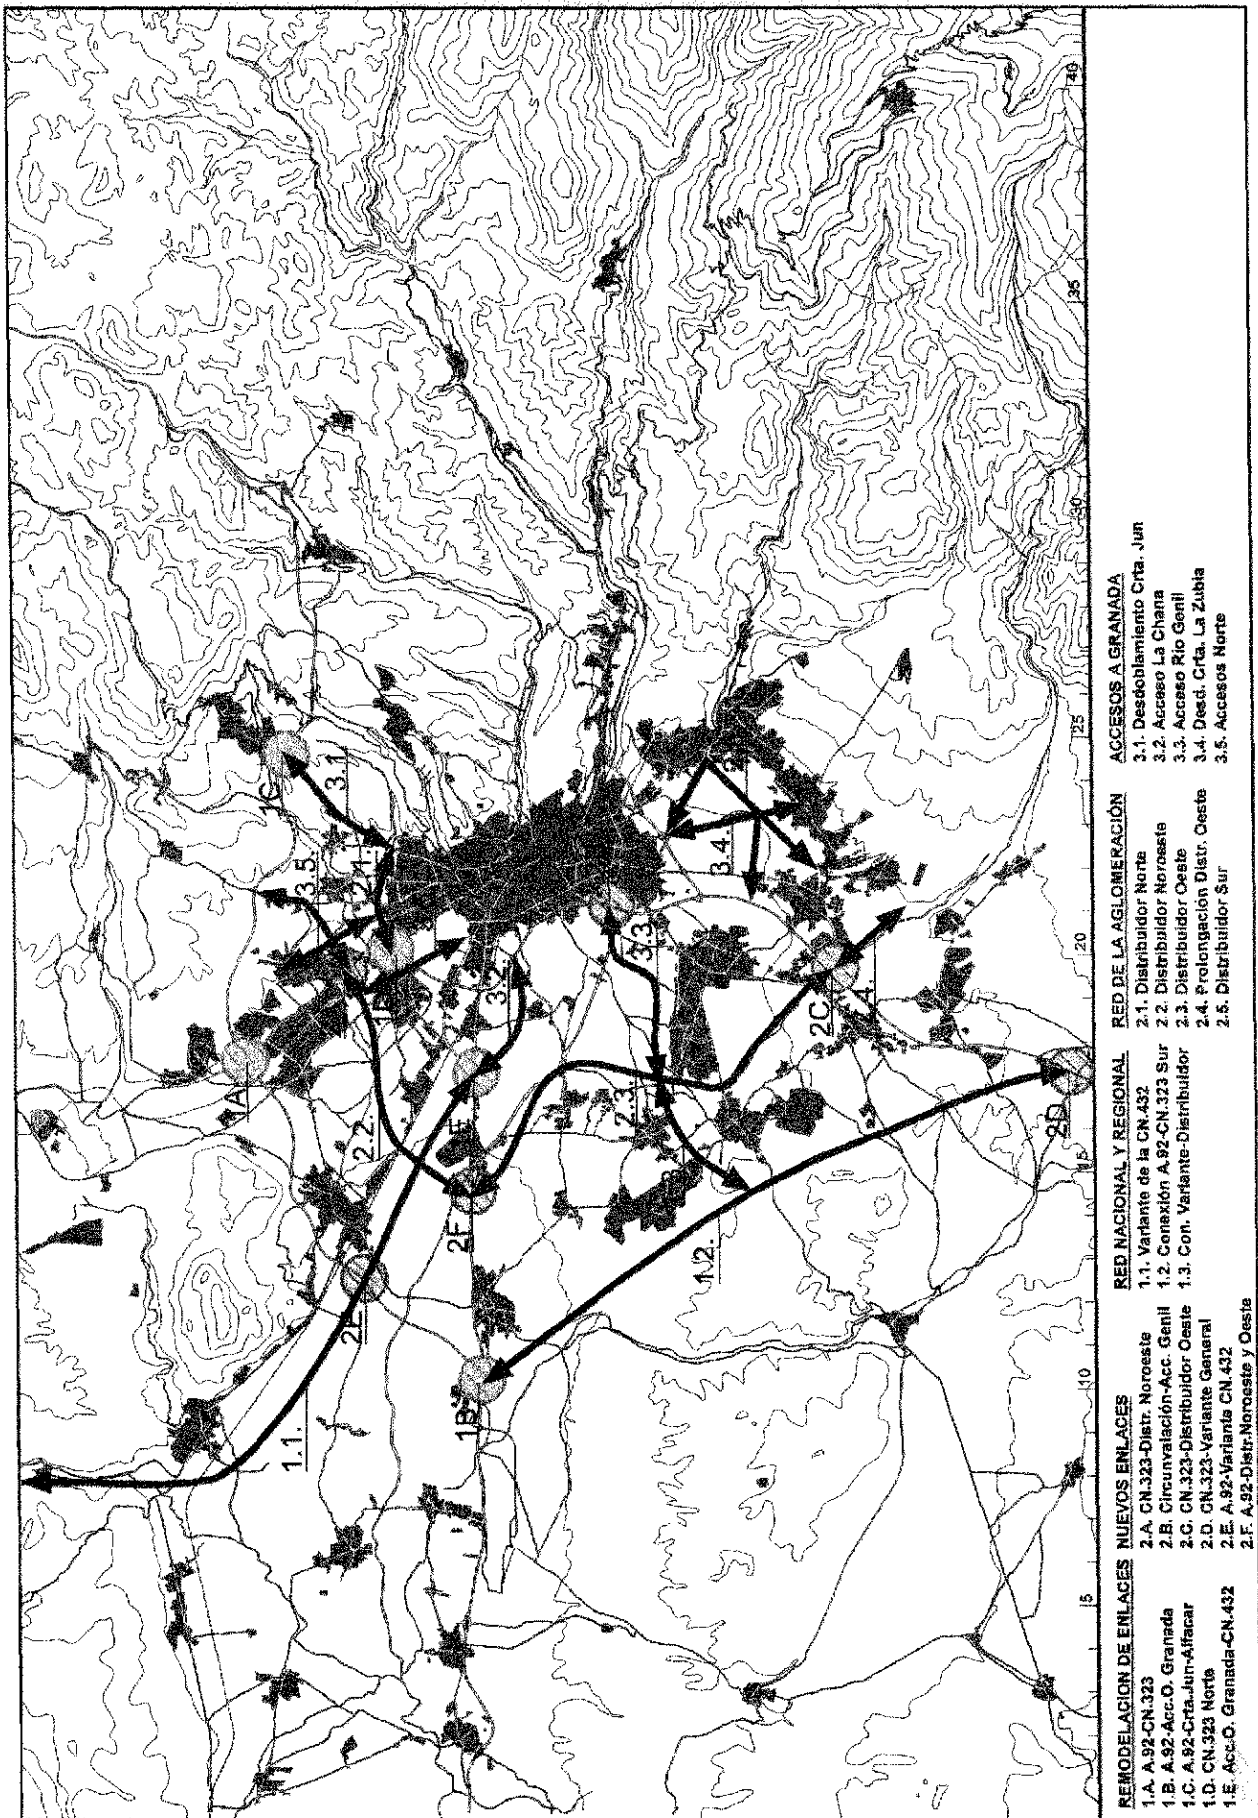 REMODELACION DE ENLACES
1.A. A.92-CN.323
1.B. A.92-Acc.O. Granada
1.C. A.92-Crta.Jun-Alfacar
1.D. CN.323 Norte
1.E. Acc.O. Granada-CN.432
NUEVOS ENLACES
2.A. CN.323-Distr. Noroeste
2.B. Circunvalación-Acc. Genil
2.C. CN.323-Distribuidor Oeste
2.D. CN.323-Variante General
2.E. A.92-Variante CN.432
2.F. A.92-Distr.Noroeste y Oeste
RED NACIONAL Y REGIONAL
1.1. Variante de la CN.432
1.2. Conexión A.92-CN.323 Sur
1.3. Con. Variante-Distribuidor
RED DE LA AGLOMERACIÓN
2.1. Distribuidor Norte
2.2. Distribuidor Noroeste
2.3. Distribuidor Oeste
2.4. Prolongación Distr. Oeste
2.5. Distribuidor Sur
ACCESOS A GRANADA
3.1. Desdoblamiento Crta. Jun
3.2. Acceso La Chana
3.3. Acceso Río Genil
3.4. Desd. Crta. La Zubia
3.5. Accesos Norte
1.1.
2E
1B
2F
2.2.
1A
3.5.
2.1.
1C
3.1
3.2.
3.3.
3.4.
2.3.
1.2.
2C
2D
5
10
15
20
25
30
35
40